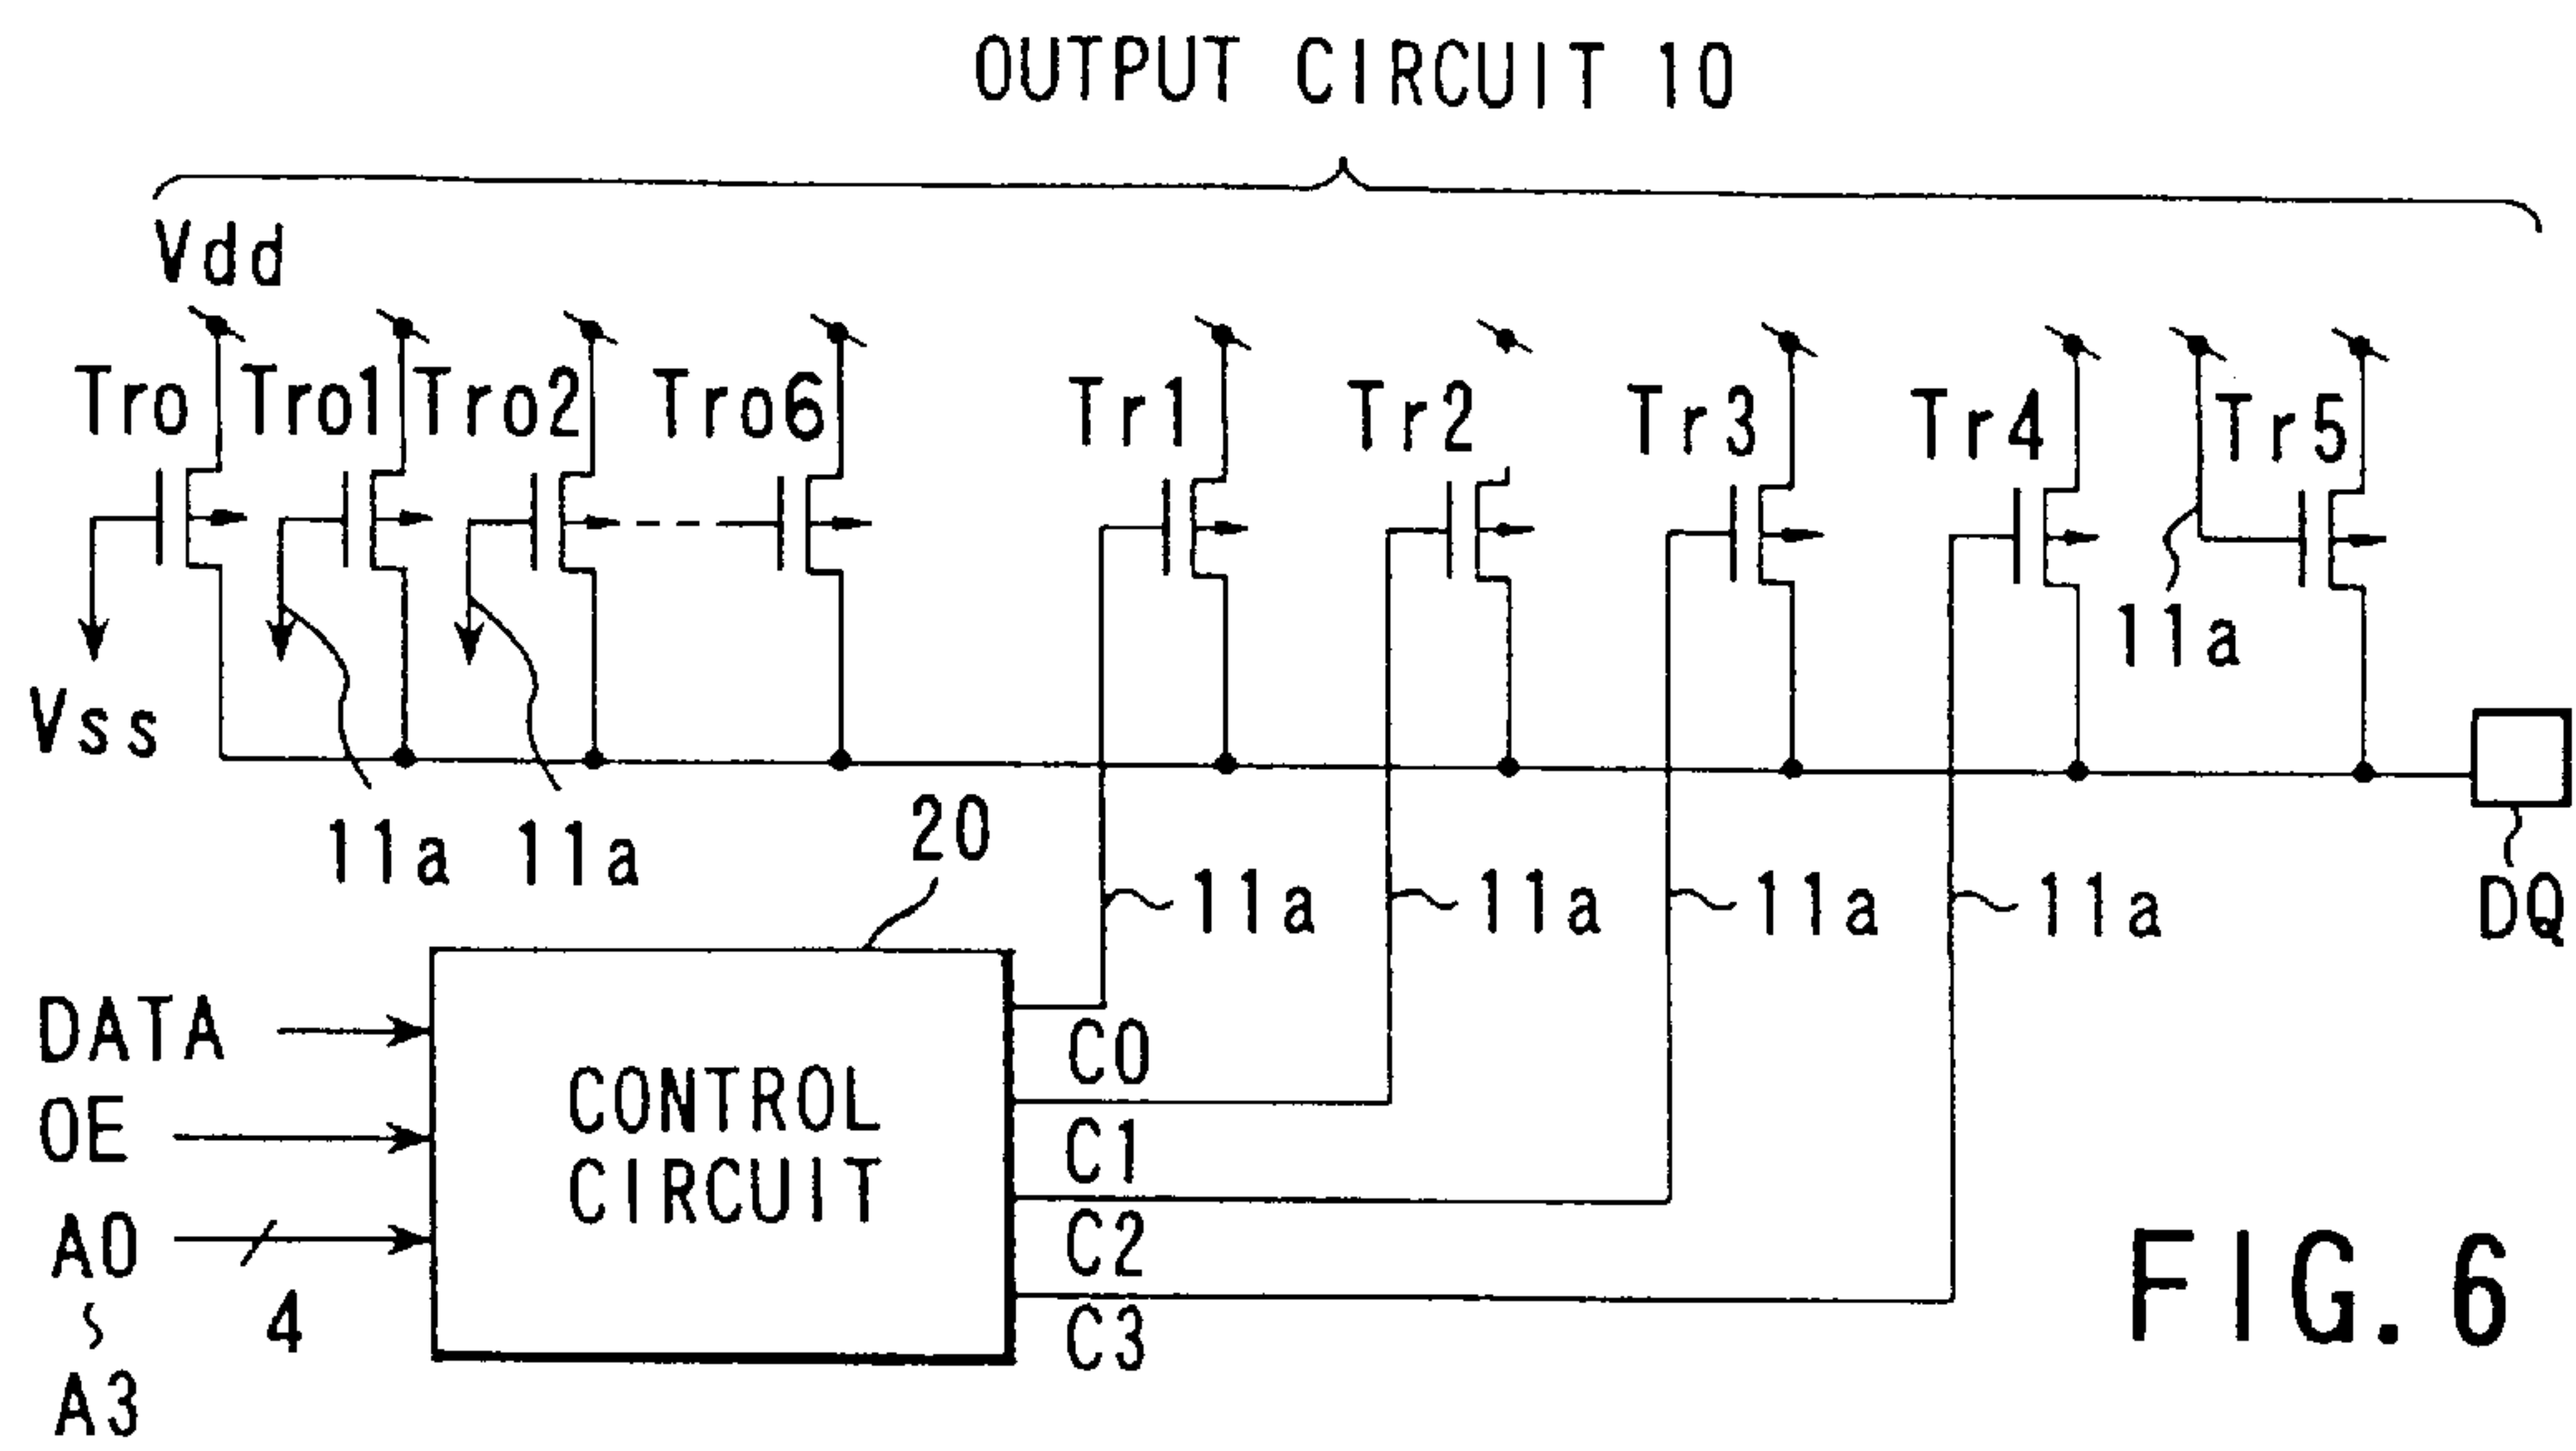 OUTPUT CIRCUIT 10
Vdd
Tro Tro1 Tro2 Tro6 Tr1 Tr2 Tr3 Tr4 Tr5
11a
Vss
11a 11a
20
11a 11a 11a 11a
DQ
DATA
OE
A0
~
A3
4
CONTROL
CIRCUIT
C0
C1
C2
C3
FIG. 6